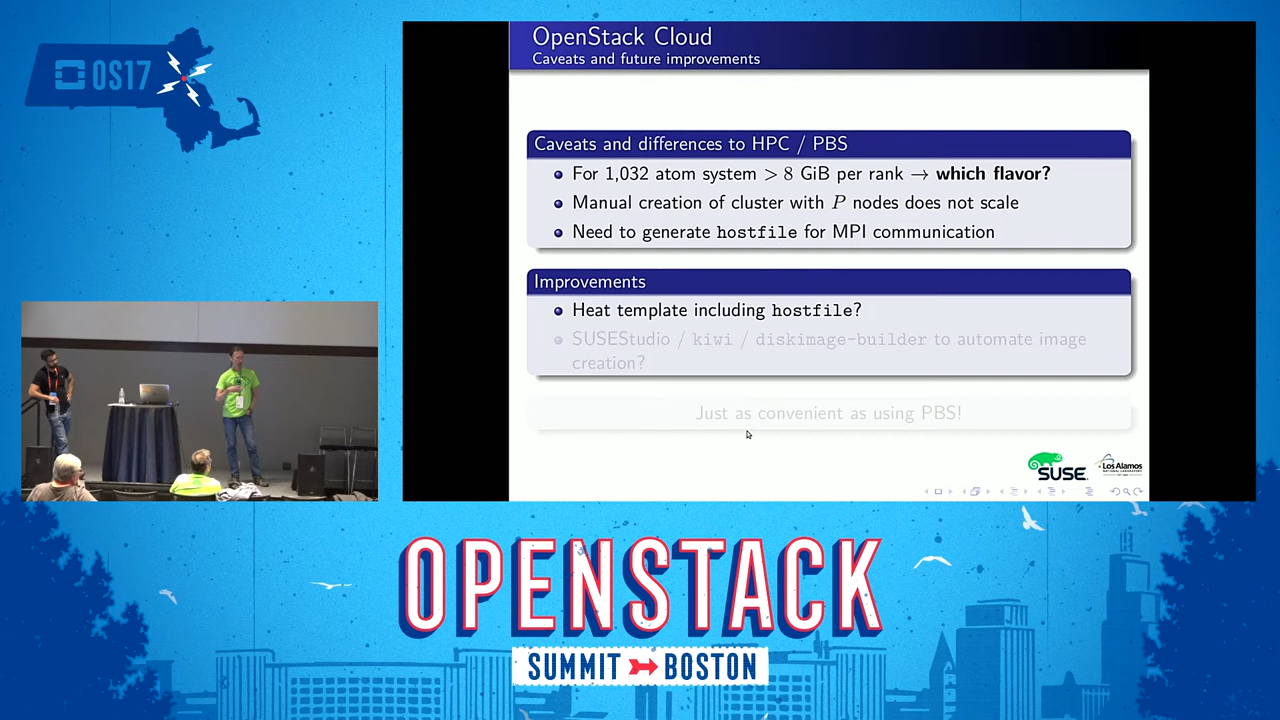 OS17
OpenStack Cloud
Caveats and future improvements
Caveats and differences to HPC / PBS
For 1,032 atom system > 8 GiB per rank → which flavor?
Manual creation of cluster with P nodes does not scale
Need to generate hostfile for MPI communication
Improvements
Heat template including hostfile?
SUSEStudio / kiwi / diskimage-builder to automate image
creation?
Just as convenient as using PBS!
SUSE
Los Alamos
NATIONAL LABORATORY
OPENSTACK
SUMMIT BOSTON